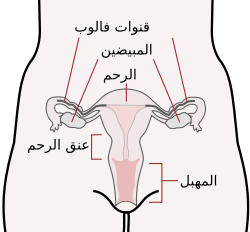 قنوات فالوب
المبيضين
الرحم
عنق الرحم
المهبل